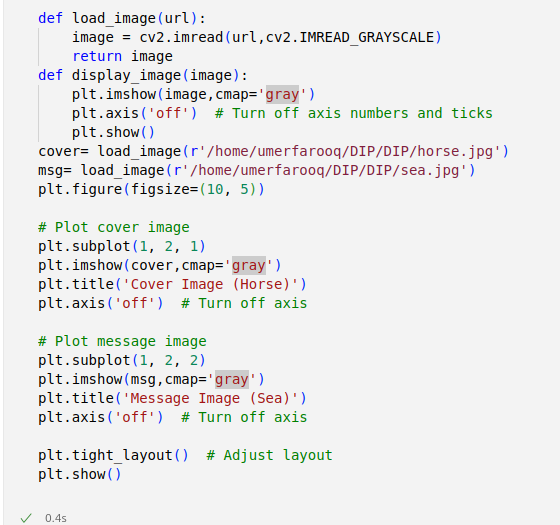 def load_image(url):
    image = cv2.imread(url,cv2.IMREAD_GRAYSCALE)
    return image
def display_image(image):
    plt.imshow(image,cmap='gray')
    plt.axis('off')  # Turn off axis numbers and ticks
    plt.show()
cover= load_image(r'/home/umerfarooq/DIP/DIP/horse.jpg')
msg= load_image(r'/home/umerfarooq/DIP/DIP/sea.jpg')
plt.figure(figsize=(10, 5))

# Plot cover image
plt.subplot(1, 2, 1)
plt.imshow(cover,cmap='gray')
plt.title('Cover Image (Horse)')
plt.axis('off')  # Turn off axis

# Plot message image
plt.subplot(1, 2, 2)
plt.imshow(msg,cmap='gray')
plt.title('Message Image (Sea)')
plt.axis('off')  # Turn off axis

plt.tight_layout()  # Adjust layout
plt.show()
0.4s